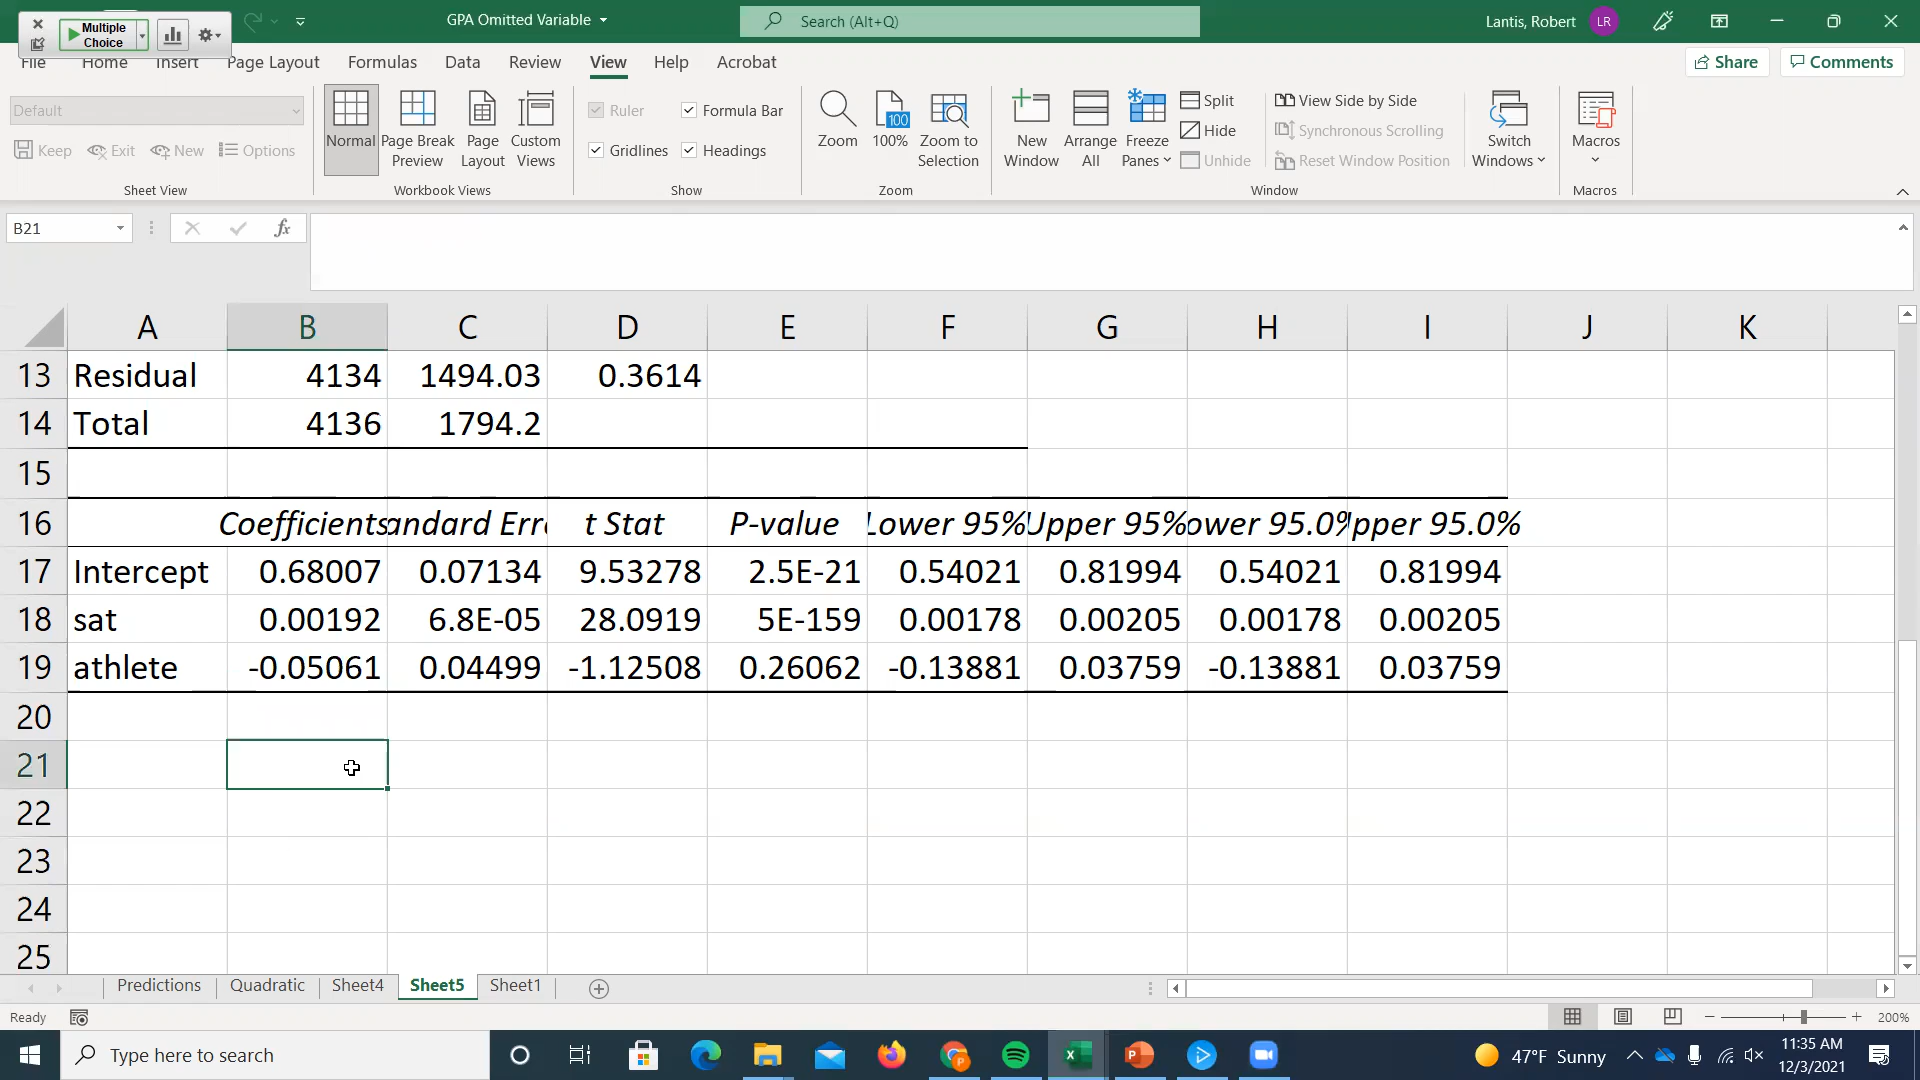 Multiple
Choice
GPA Omitted Variable
Search (Alt+Q)
Lantis, Robert
LR
File
Home
Insert
Page Layout
Formulas
Data
Review
View
Help
Acrobat
Share
Comments
Default
Keep
Exit
New
Options
Sheet View
Normal
Page Break
Preview
Page
Layout
Custom
Views
Workbook Views
Ruler
Formula Bar
Gridlines
Headings
Show
Zoom
100
100%
Zoom to
Selection
Zoom
New
Window
Arrange
All
Freeze
Panes
Split
Hide
Unhide
View Side by Side
Synchronous Scrolling
Reset Window Position
Switch
Windows
Window
Macros
Macros
B21
fx
A B C D E F G H I J K
13 Residual 4134 1494.03 0.3614
14 Total 4136 1794.2
15
16 Coefficients andard Erro t Stat P-value Lower 95% Upper 95% ower 95.0% pper 95.0%
17 Intercept 0.68007 0.07134 9.53278 2.5E-21 0.54021 0.81994 0.54021 0.81994
18 sat 0.00192 6.8E-05 28.0919 5E-159 0.00178 0.00205 0.00178 0.00205
19 athlete -0.05061 0.04499 -1.12508 0.26062 -0.13881 0.03759 -0.13881 0.03759
20
21
22
23
24
25
Predictions
Quadratic
Sheet4
Sheet5
Sheet1
Ready
200%
Type here to search
47°F Sunny
11:35 AM
12/3/2021